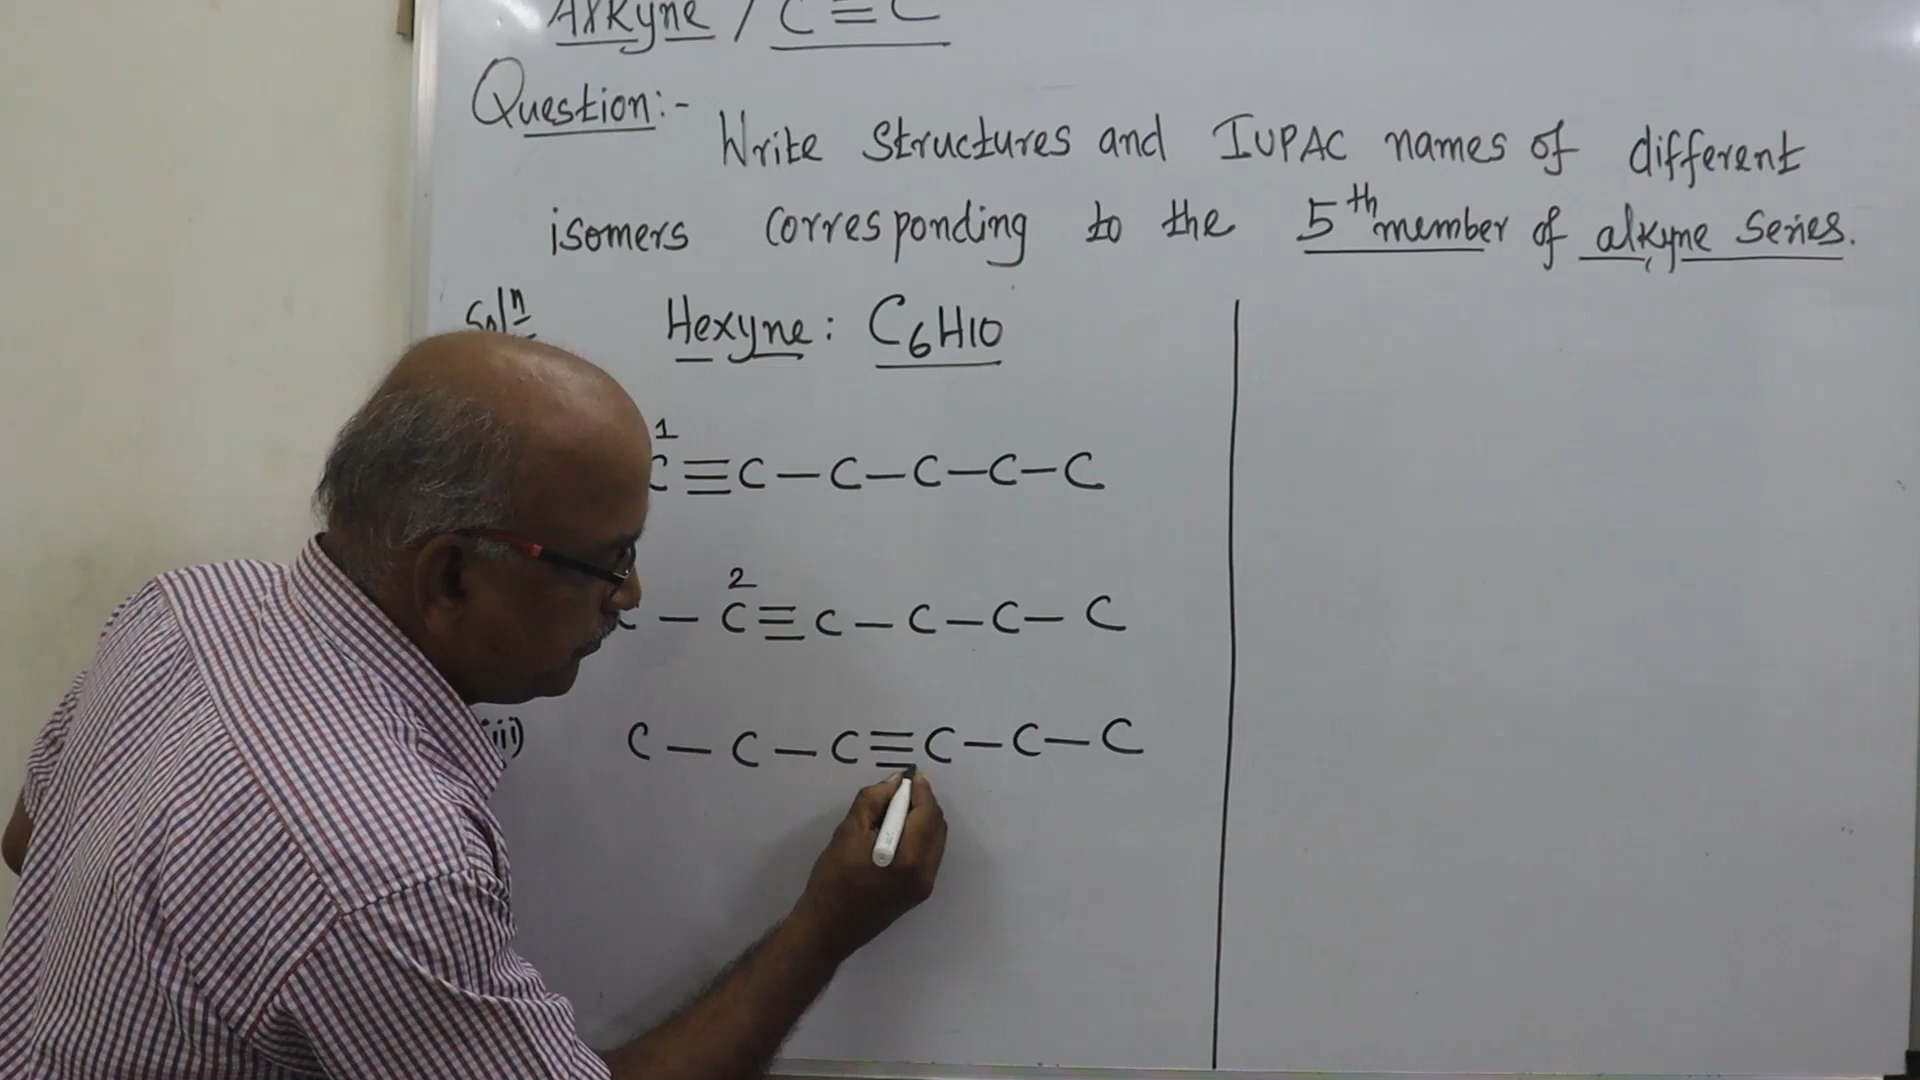 Alkyne / C≡C
Question:-
Write Structures and IUPAC names of different
isomers corresponding to the 5th member of alkyne series.
Soln
Hexyne: C6H10
1
C≡C-C-C-C-C
2
C-C≡C-C-C-C
iii) C-C-C≡C-C-C